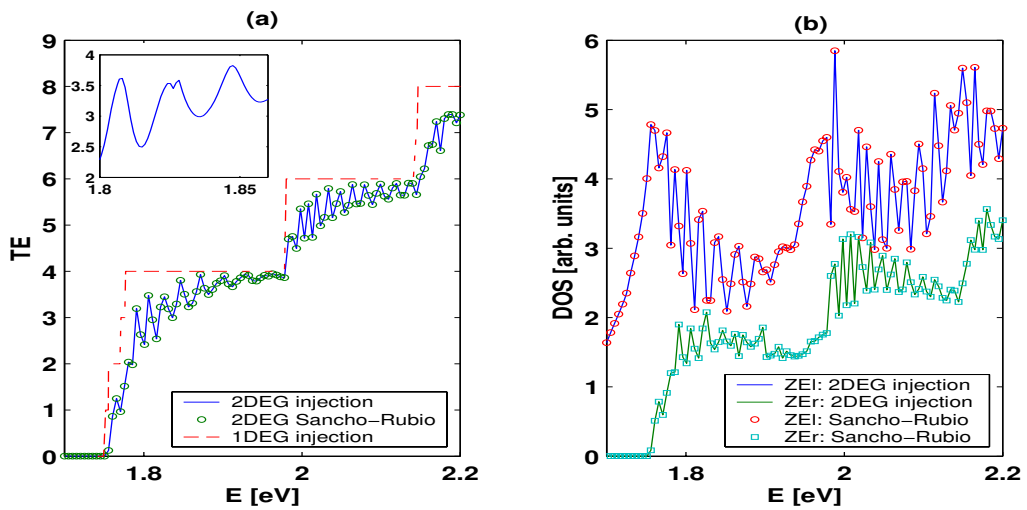 (a)
9
8
7
6
5
4
3
2
1
0
TE
4
3.5
3
2
1.8
1.85
2DEG injection
2DEG Sancho-Rubio
1DEG injection
1.8
2
2.2
E [eV]
(b)
6
5
4
3
2
1
0
DOS [arb. units]
ZEl: 2DEG injection
ZEr: 2DEG injection
ZEl: Sancho-Rubio
ZEr: Sancho-Rubio
1.8
2
2.2
E [eV]